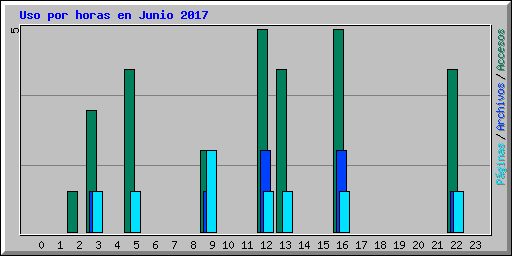 Uso por horas en Junio 2017
5
Páginas / Archivos / Accesos
0 1 2 3 4 5 6 7 8 9 10 11 12 13 14 15 16 17 18 19 20 21 22 23